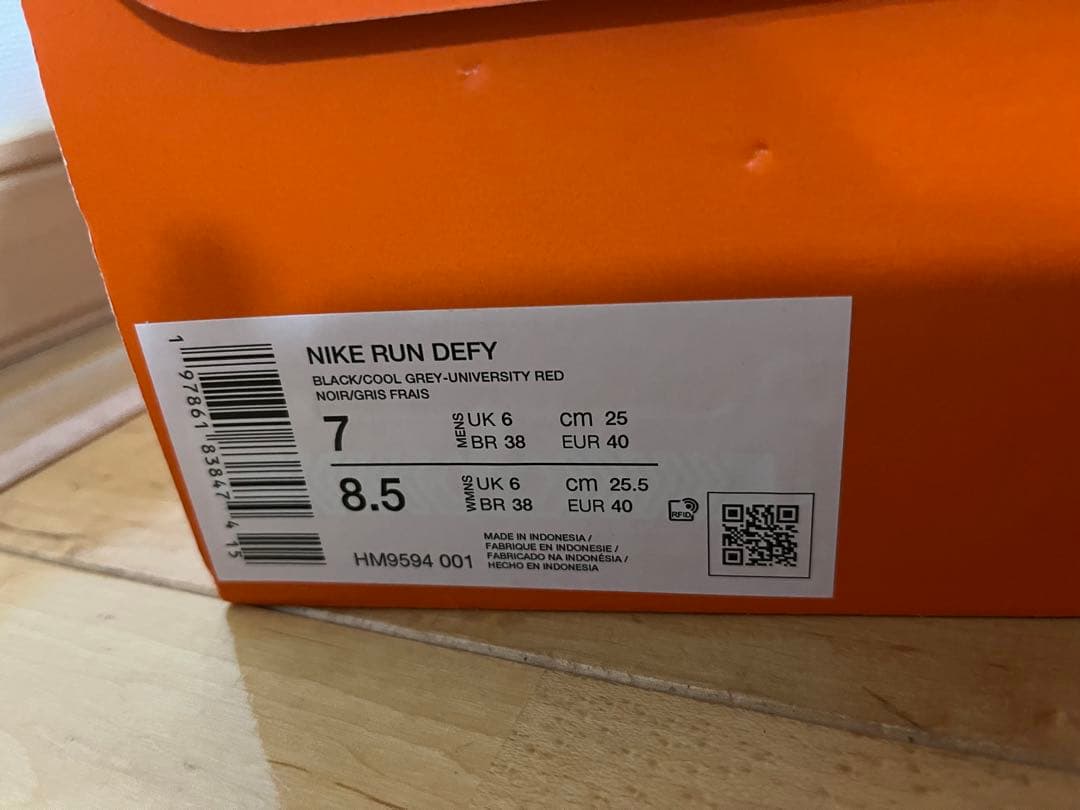 NIKE RUN DEFY
BLACK/COOL GREY-UNIVERSITY RED
NOIR/GRIS FRAIS
7 MENS UK 6 cm 25
BR 38 EUR 40
8.5 WMNS UK 6 cm 25.5
BR 38 EUR 40
HM9594 001
MADE IN INDONESIA /
FABRIQUE EN INDONESIE /
FABRICADO NA INDONÉSIA /
HECHO EN INDONESIA
RFID
1 97861 83847 4 15